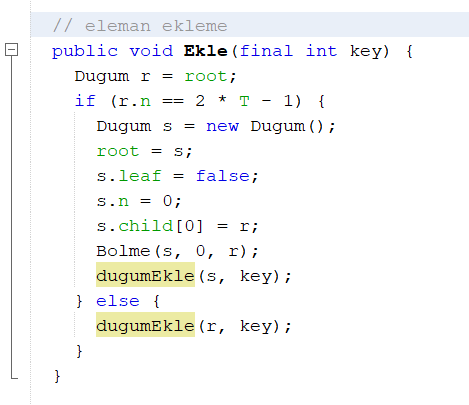 // eleman ekleme
public void Ekle(final int key) {
Dugum r = root;
if (r.n == 2 * T - 1) {
Dugum s = new Dugum();
root = s;
s.leaf = false;
s.n = 0;
s.child[0] = r;
Bolme(s, 0, r);
dugumEkle(s, key);
} else {
dugumEkle(r, key);
}
}